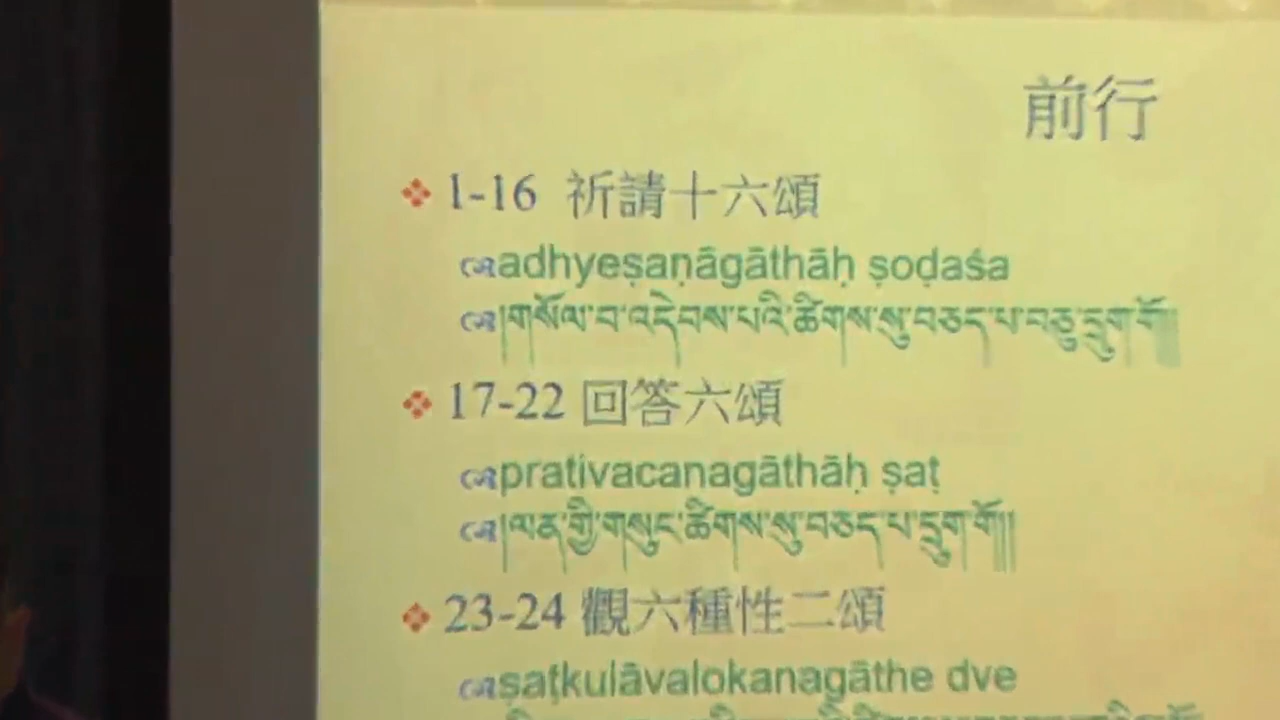 前行
1-16 祈請十六頌
adhyeṣaṇāgāthāḥ ṣoḍaśa
།གསོལ་བ་འདེབས་པའི་ཚིགས་སུ་བཅད་པ་བཅུ་དྲུག་གོ།།
17-22 回答六頌
prativacanagāthāḥ ṣaṭ
།ལན་གྱི་གསུང་ཚིགས་སུ་བཅད་པ་དྲུག་གོ།།
23-24 觀六種性二頌
ṣaṭkulāvalokanagāthe dve